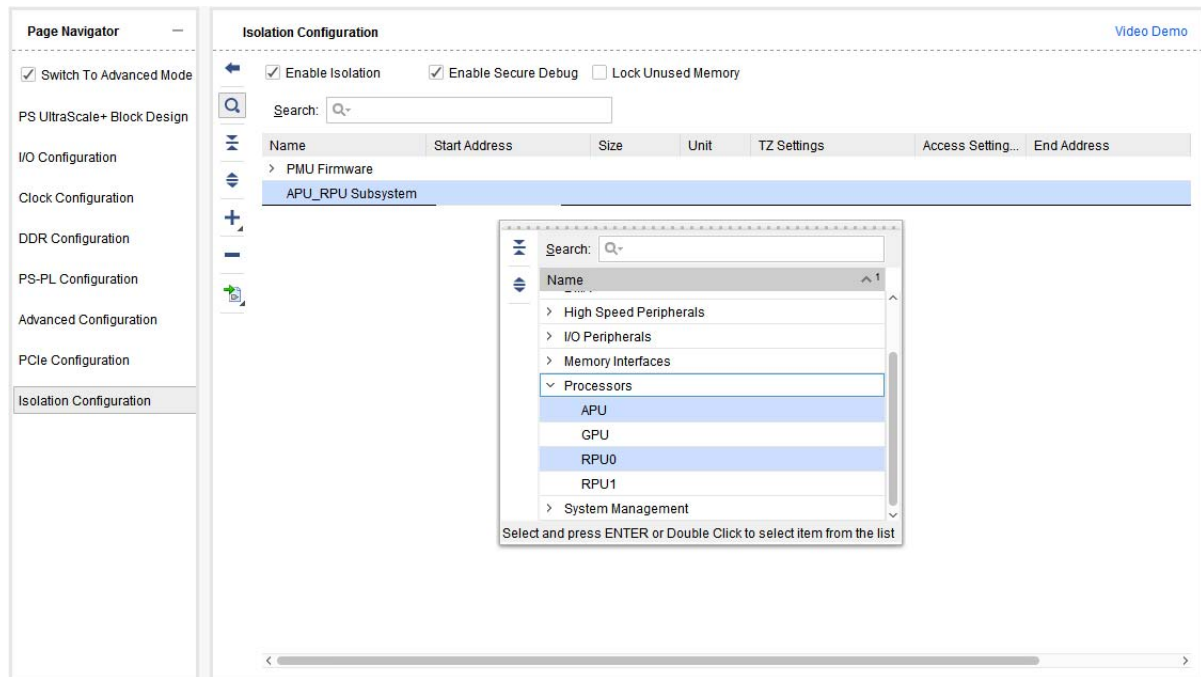 Page Navigator
Switch To Advanced Mode
PS UltraScale+ Block Design
I/O Configuration
Clock Configuration
DDR Configuration
PS-PL Configuration
Advanced Configuration
PCIe Configuration
Isolation Configuration
Isolation Configuration
Video Demo
Enable Isolation Enable Secure Debug Lock Unused Memory
Search:
Name Start Address Size Unit TZ Settings Access Setting... End Address
PMU Firmware
APU_RPU Subsystem
Search:
Name 1
High Speed Peripherals
I/O Peripherals
Memory Interfaces
Processors
APU
GPU
RPU0
RPU1
System Management
Select and press ENTER or Double Click to select item from the list